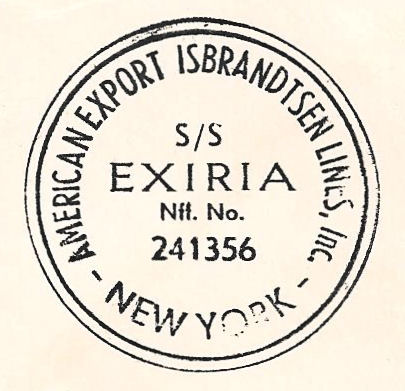 AMERICAN EXPORT ISBRANDTSEN LINES, Inc.
S/S
EXIRIA
Nft. No.
241356
- NEW YORK -